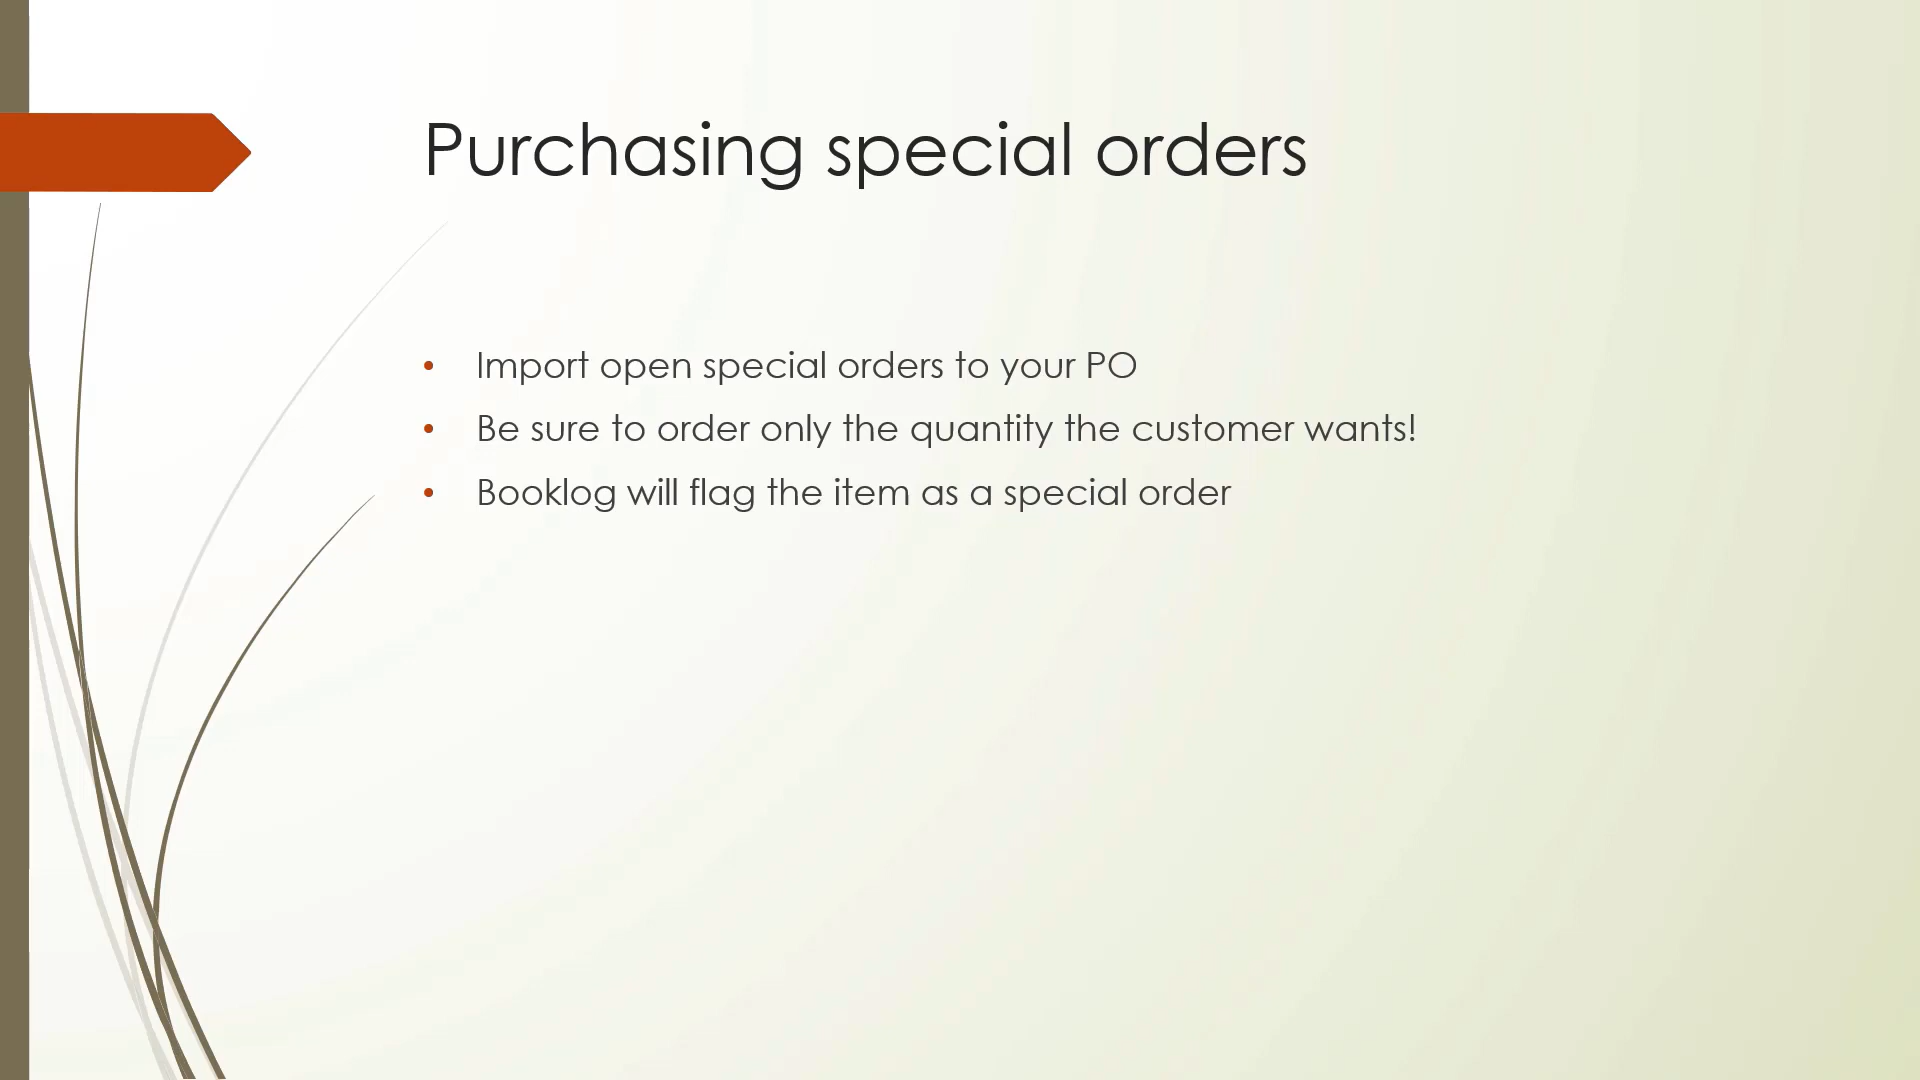 Purchasing special orders
• Import open special orders to your PO
• Be sure to order only the quantity the customer wants!
• Booklog will flag the item as a special order